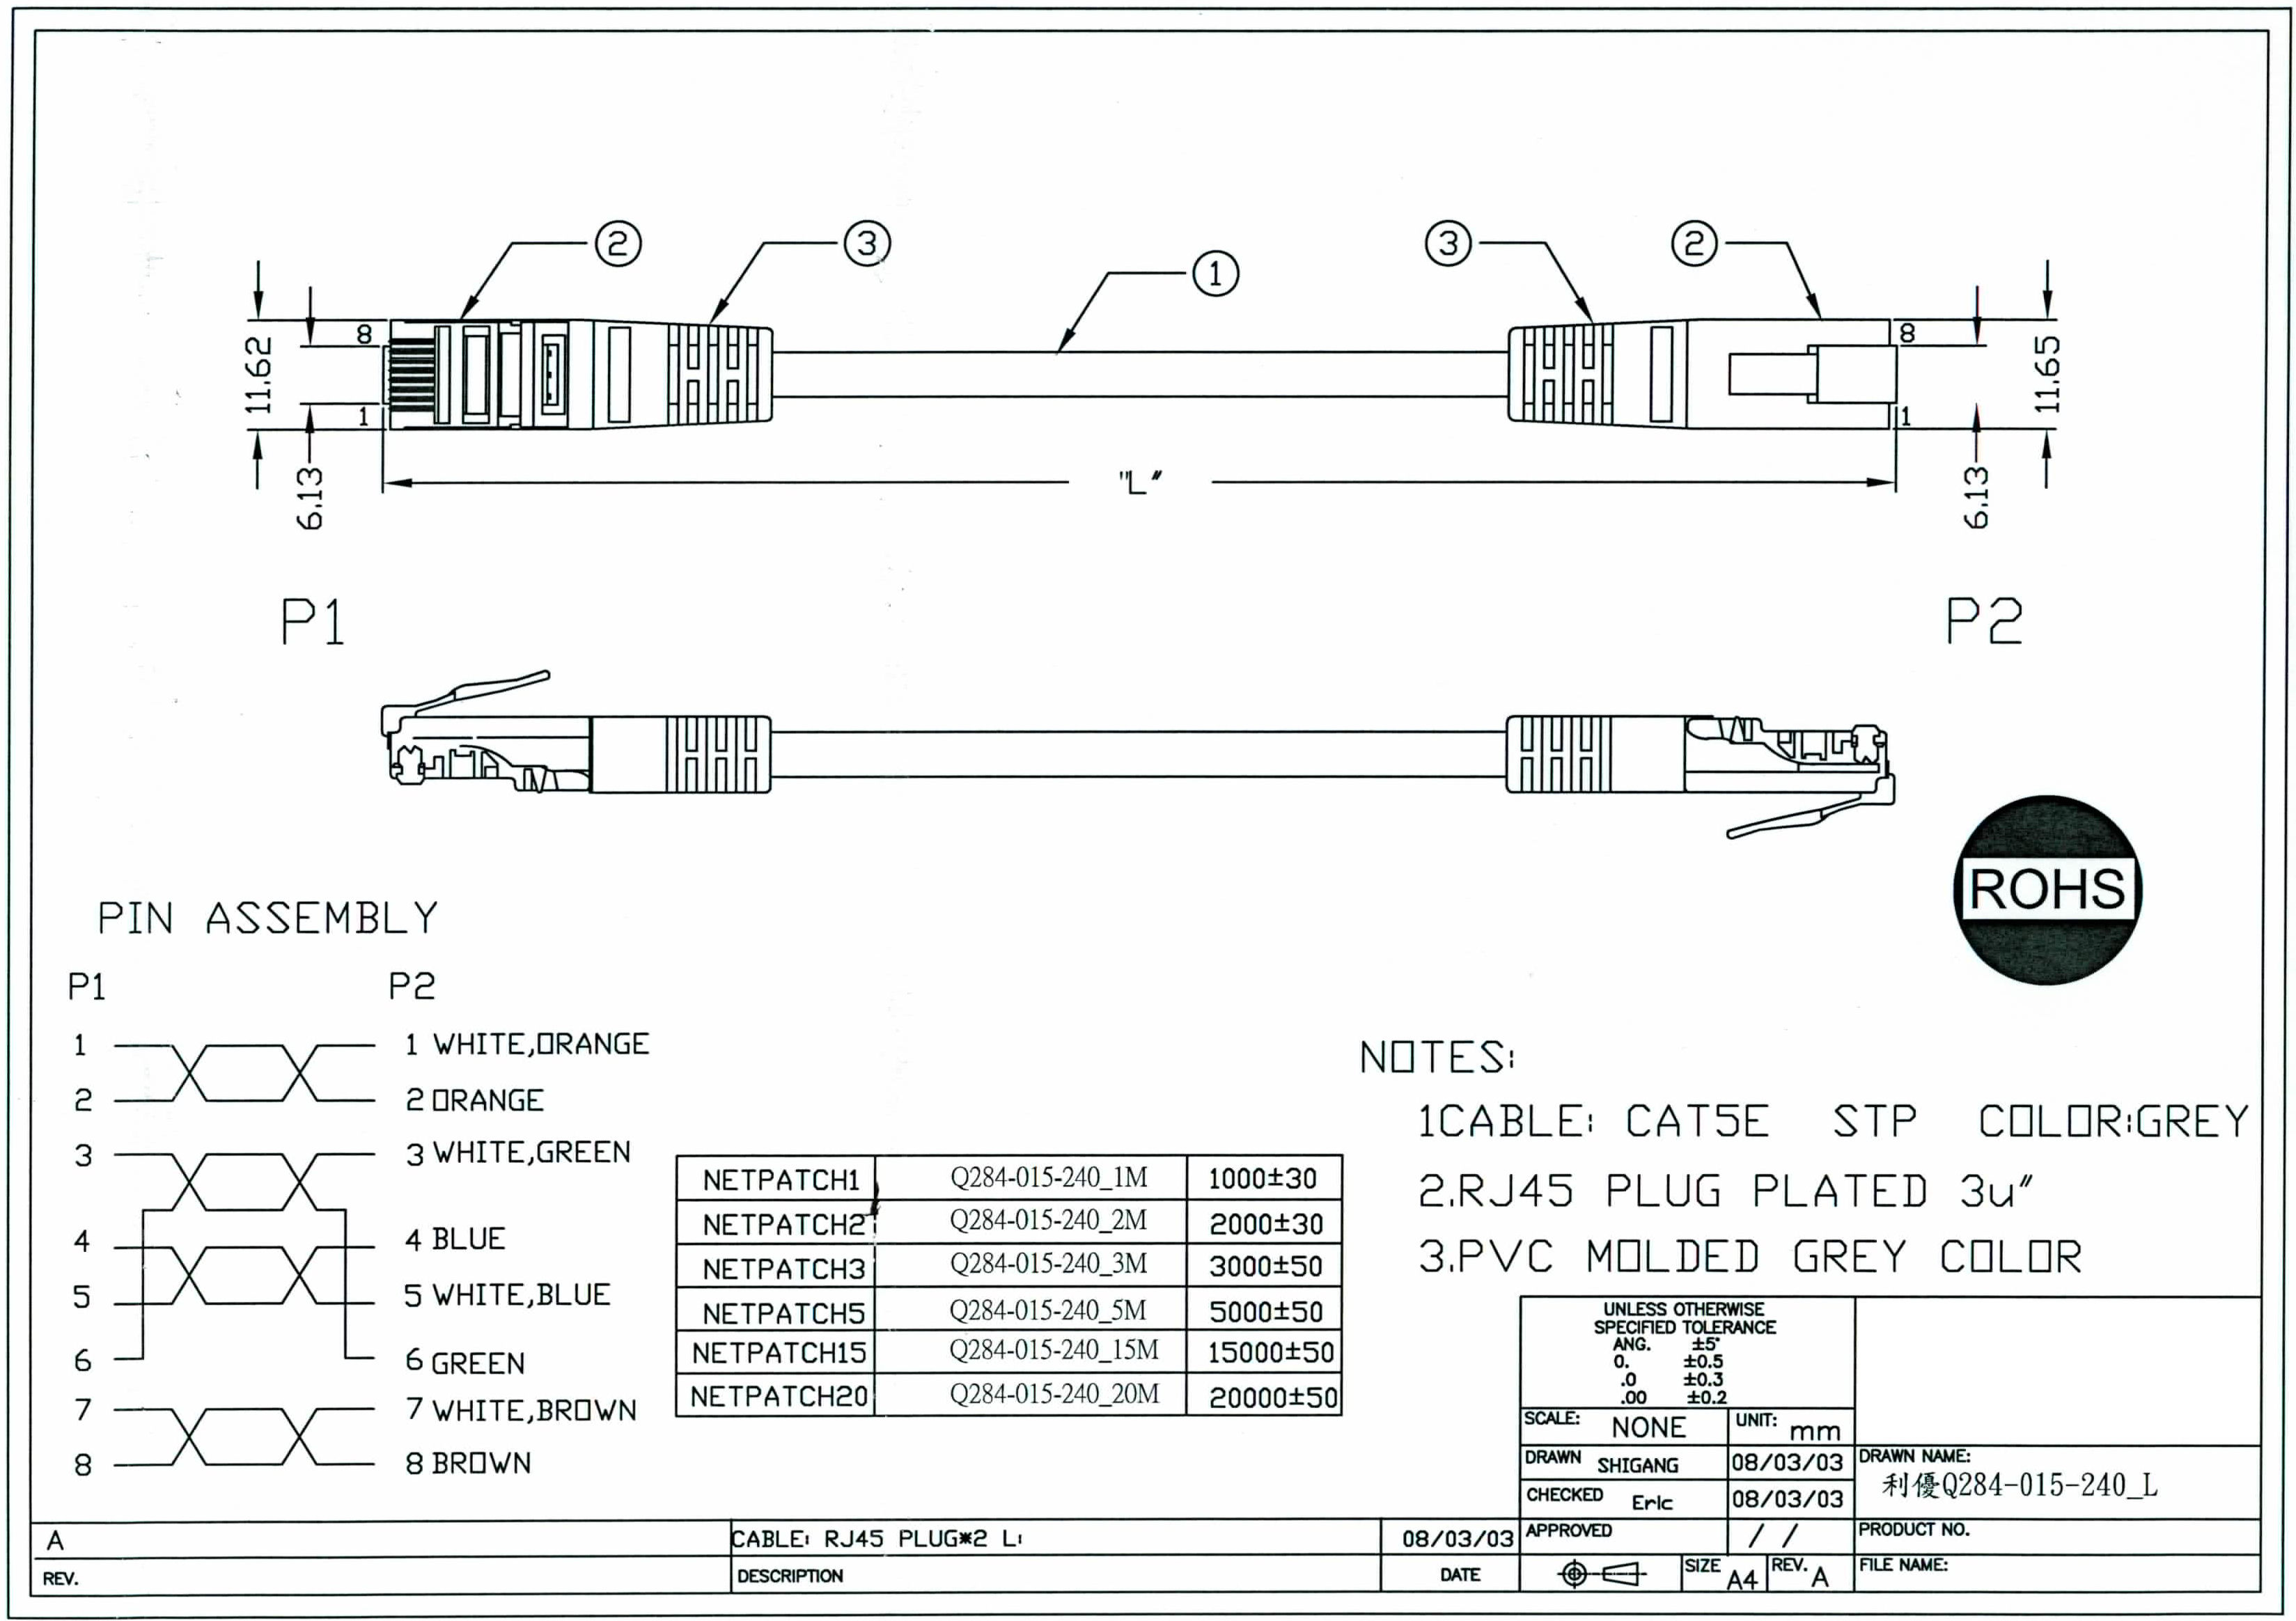 2
3
1
3
2
8
1
11.62
6.13
"L"
8
1
11.65
6.13
P1
P2
ROHS
PIN ASSEMBLY
P1 P2
1 1 WHITE,ORANGE
2 2 ORANGE
3 3 WHITE,GREEN
4 4 BLUE
5 5 WHITE,BLUE
6 6 GREEN
7 7 WHITE,BROWN
8 8 BROWN
NETPATCH1 Q284-015-240_1M 1000±30
NETPATCH2 Q284-015-240_2M 2000±30
NETPATCH3 Q284-015-240_3M 3000±50
NETPATCH5 Q284-015-240_5M 5000±50
NETPATCH15 Q284-015-240_15M 15000±50
NETPATCH20 Q284-015-240_20M 20000±50
NOTES:
1CABLE: CAT5E STP COLOR:GREY
2.RJ45 PLUG PLATED 3u"
3.PVC MOLDED GREY COLOR
UNLESS OTHERWISE
SPECIFIED TOLERANCE
ANG. ±5°
0. ±0.5
.0 ±0.3
.00 ±0.2
SCALE: NONE UNIT: mm
DRAWN SHIGANG 08/03/03
CHECKED Eric 08/03/03
DRAWN NAME:
利優Q284-015-240_L
A CABLE: RJ45 PLUG*2 L: 08/03/03 APPROVED / / PRODUCT NO.
REV. DESCRIPTION DATE SIZE A4 REV. A FILE NAME: